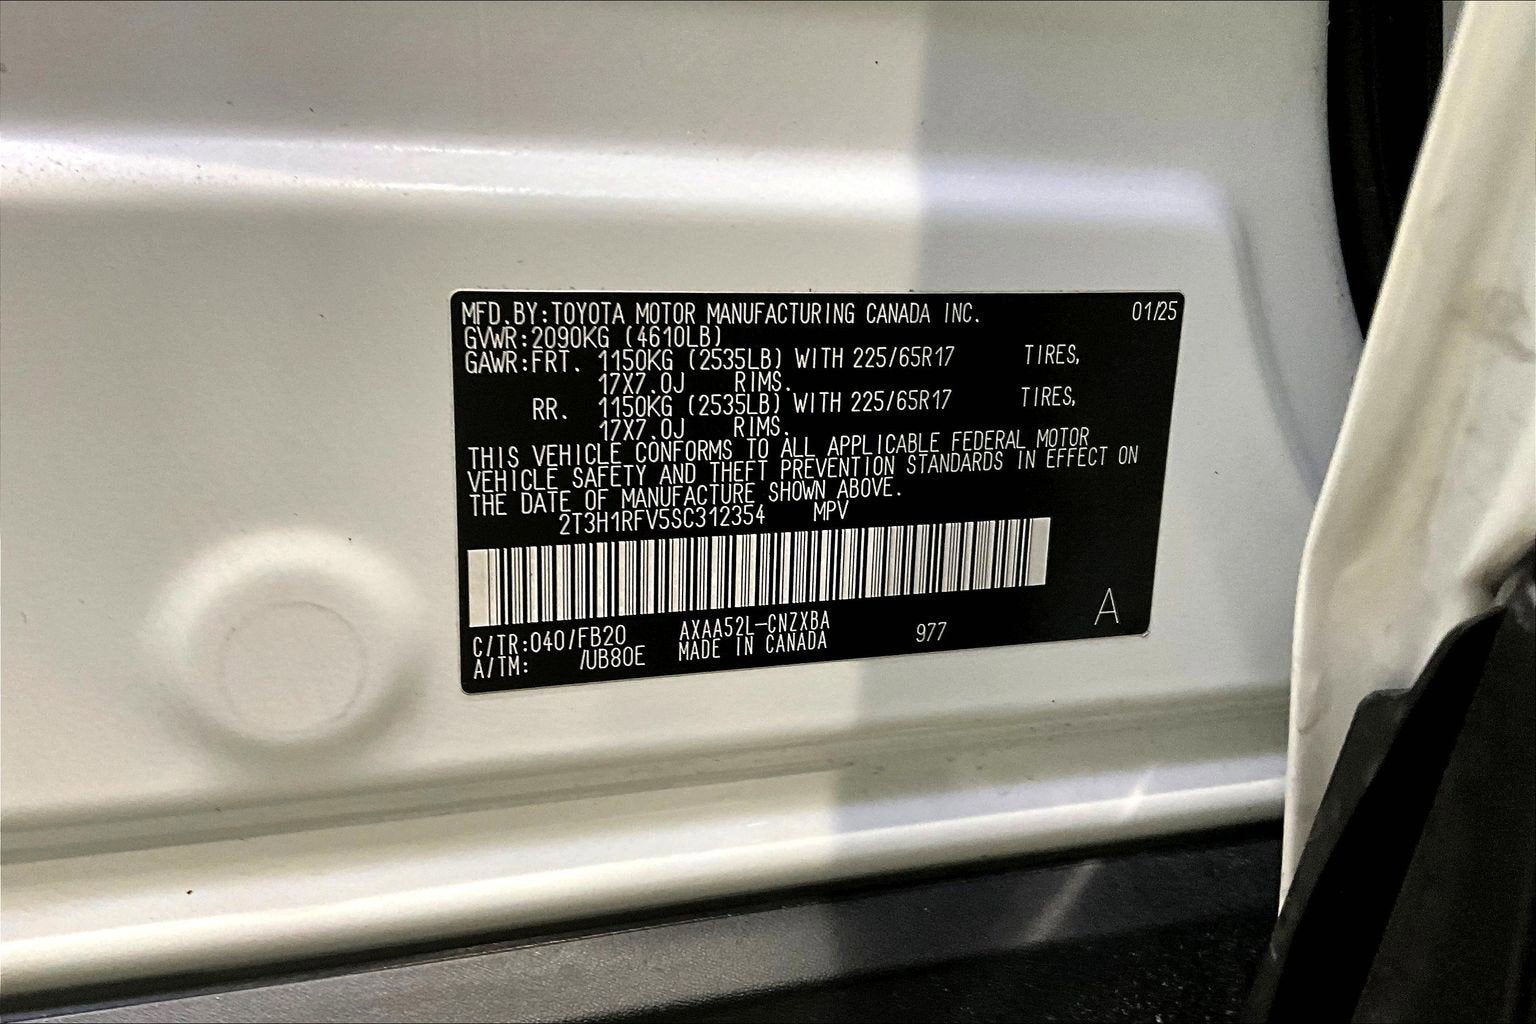 MFD.BY:TOYOTA MOTOR MANUFACTURING CANADA INC. 01/25
GVWR:2090KG (4610LB)
GAWR:FRT. 1150KG (2535LB) WITH 225/65R17 TIRES,
17X7.0J RIMS.
RR. 1150KG (2535LB) WITH 225/65R17 TIRES,
17X7.0J RIMS.
THIS VEHICLE CONFORMS TO ALL APPLICABLE FEDERAL MOTOR
VEHICLE SAFETY AND THEFT PREVENTION STANDARDS IN EFFECT ON
THE DATE OF MANUFACTURE SHOWN ABOVE.
2T3H1RFV5SC312354 MPV
A
C/TR:040/FB20 AXAA52L-CNZXBA 977
A/TM: /UB80E MADE IN CANADA